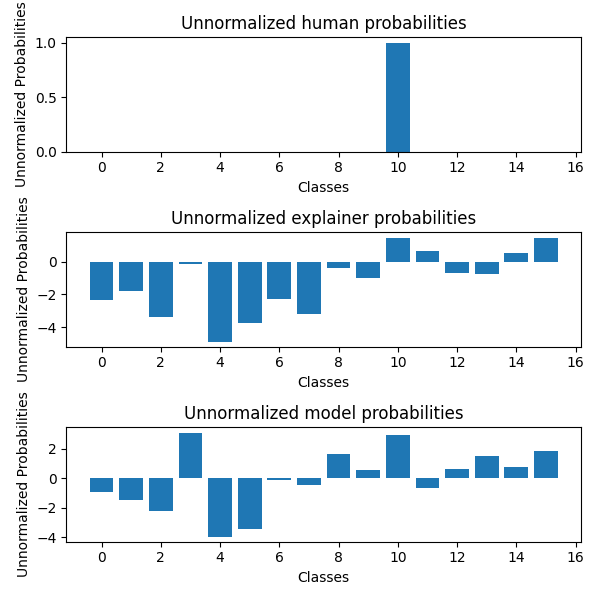 Unnormalized human probabilities
Unnormalized Probabilities
1.0
0.5
0.0
0 2 4 6 8 10 12 14 16
Classes
Unnormalized explainer probabilities
Unnormalized Probabilities
0
−2
−4
0 2 4 6 8 10 12 14 16
Classes
Unnormalized model probabilities
Unnormalized Probabilities
2
0
−2
−4
0 2 4 6 8 10 12 14 16
Classes